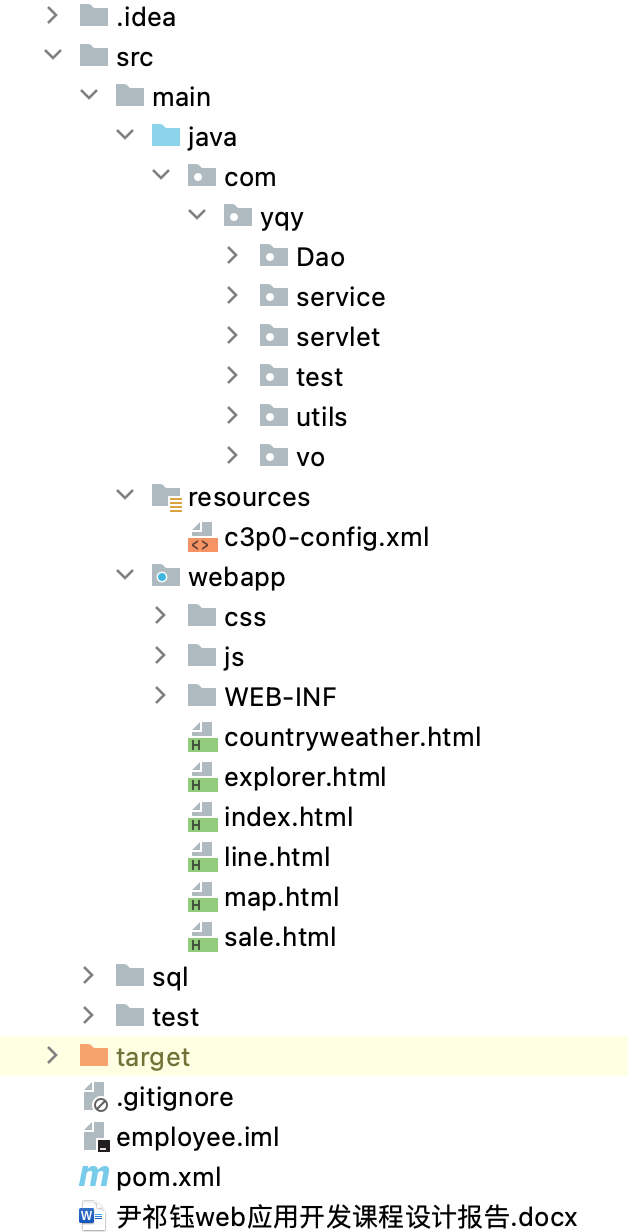 .idea
src
main
java
com
yqy
Dao
service
servlet
test
utils
vo
resources
c3p0-config.xml
webapp
css
js
WEB-INF
countryweather.html
explorer.html
index.html
line.html
map.html
sale.html
sql
test
target
.gitignore
employee.iml
pom.xml
尹祁钰web应用开发课程设计报告.docx